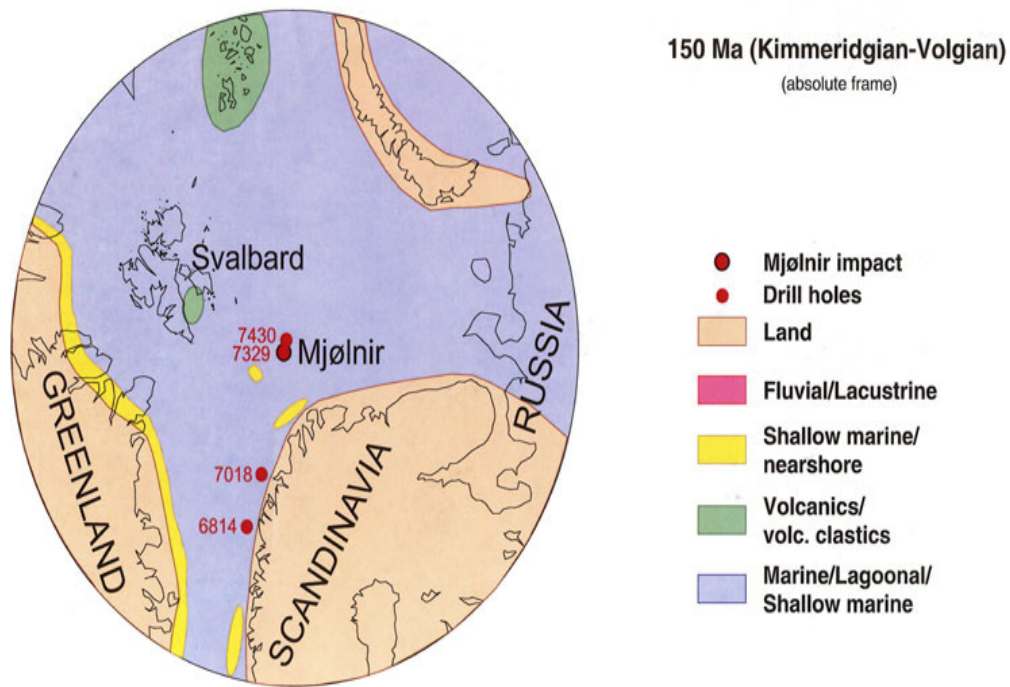 150 Ma (Kimmeridgian-Volgian)
(absolute frame)
Svalbard
7430
7329
Mjølnir
GREENLAND
RUSSIA
7018
6814
SCANDINAVIA
Mjølnir impact
Drill holes
Land
Fluvial/Lacustrine
Shallow marine/
nearshore
Volcanics/
volc. clastics
Marine/Lagoonal/
Shallow marine